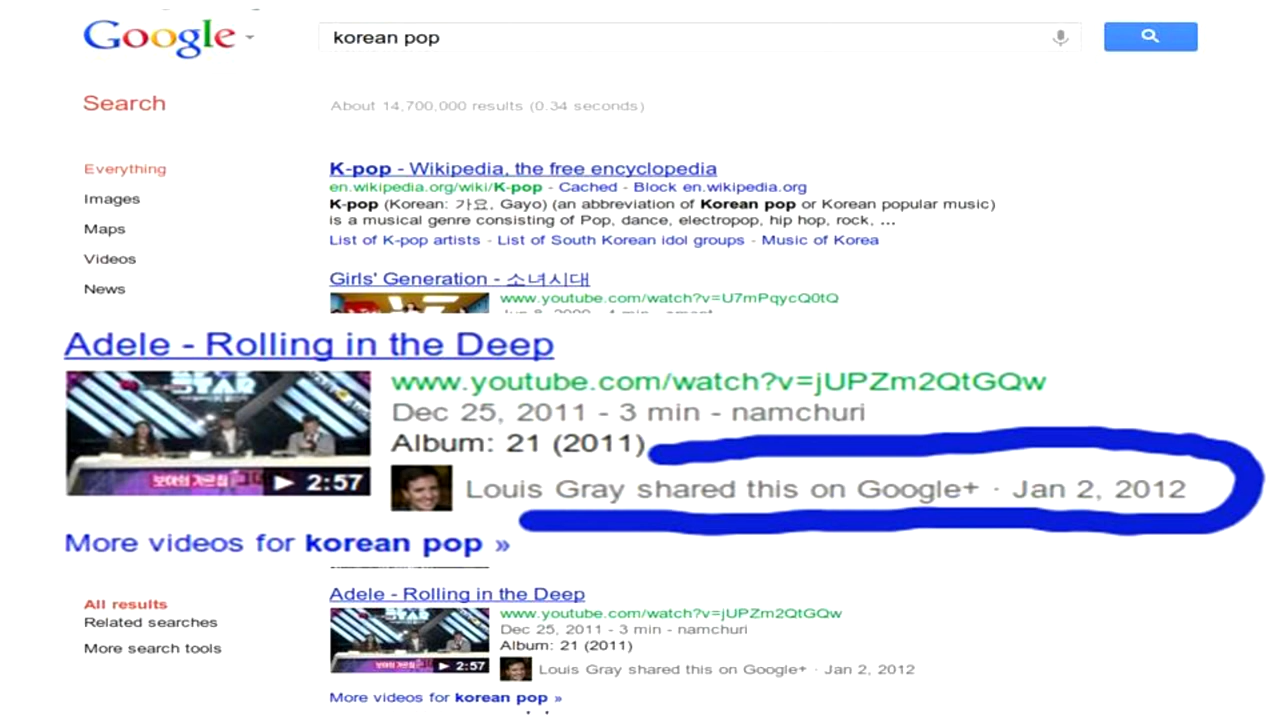 Google
korean pop
Search
About 14,700,000 results (0.34 seconds)
Everything
Images
Maps
Videos
News
K-pop - Wikipedia, the free encyclopedia
en.wikipedia.org/wiki/K-pop - Cached - Block en.wikipedia.org
K-pop (Korean: 가요, Gayo) (an abbreviation of Korean pop or Korean popular music)
is a musical genre consisting of Pop, dance, electropop, hip hop, rock, ...
List of K-pop artists - List of South Korean idol groups - Music of Korea
Girls' Generation - 소녀시대
www.youtube.com/watch?v=U7mPqycQ0tQ
Adele - Rolling in the Deep
STAR
2:57
www.youtube.com/watch?v=jUPZm2QtGQw
Dec 25, 2011 - 3 min - namchuri
Album: 21 (2011)
Louis Gray shared this on Google+ · Jan 2, 2012
More videos for korean pop »
All results
Related searches
More search tools
Adele - Rolling in the Deep
STAR
2:57
www.youtube.com/watch?v=jUPZm2QtGQw
Dec 25, 2011 - 3 min - namchuri
Album: 21 (2011)
Louis Gray shared this on Google+ · Jan 2, 2012
More videos for korean pop »